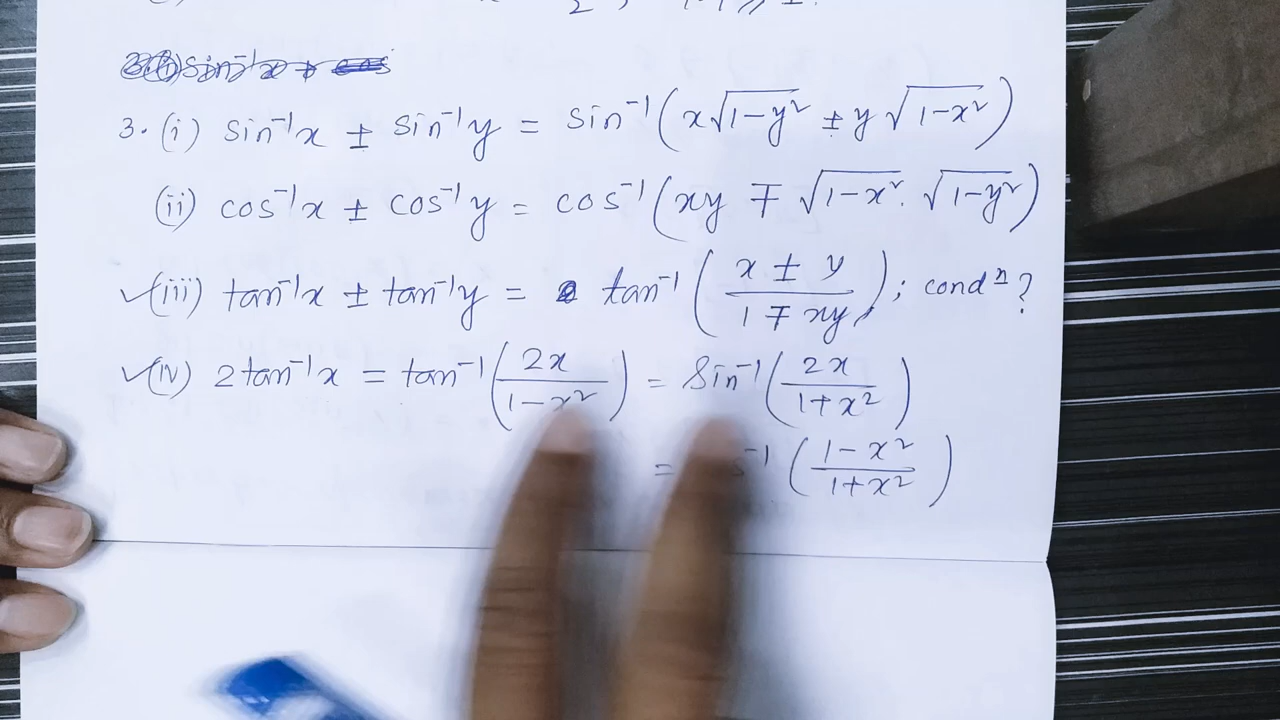 3. (i) sin⁻¹x ± sin⁻¹y = sin⁻¹(x√1-y² ± y√1-x²)
(ii) cos⁻¹x ± cos⁻¹y = cos⁻¹(xy ∓ √1-x². √1-y²)
✓(iii) tan⁻¹x ± tan⁻¹y = tan⁻¹(x ± y / 1 ∓ xy); condⁿ?
✓(iv) 2tan⁻¹x = tan⁻¹(2x / 1-x²) = Sin⁻¹(2x / 1+x²)
= s⁻¹(1-x² / 1+x²)